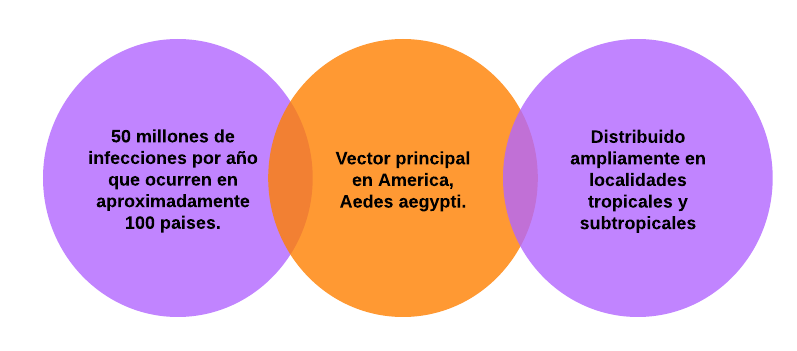 50 millones de
infecciones por año
que ocurren en
aproximadamente
100 paises.
Vector principal
en America,
Aedes aegypti.
Distribuido
ampliamente en
localidades
tropicales y
subtropicales